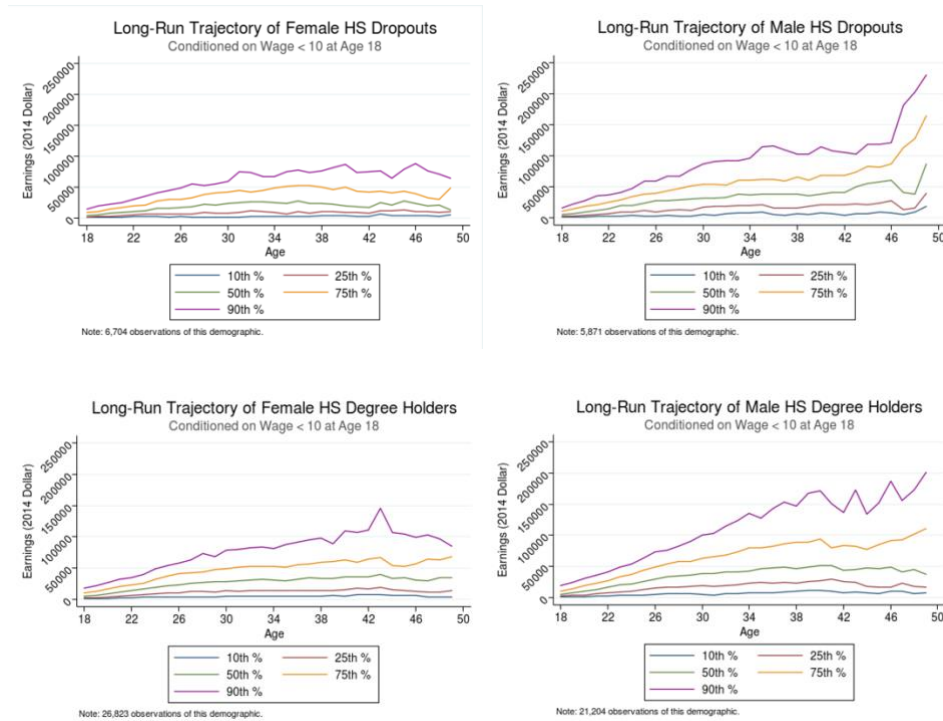 Long-Run Trajectory of Female HS Dropouts
Conditioned on Wage < 10 at Age 18
Earnings (2014 Dollar)
250000
200000
150000
100000
50000
0
18 22 26 30 34 38 42 46 50
Age
10th % 25th %
50th % 75th %
90th %
Note: 6,704 observations of this demographic.
Long-Run Trajectory of Male HS Dropouts
Conditioned on Wage < 10 at Age 18
Earnings (2014 Dollar)
250000
200000
150000
100000
50000
0
18 22 26 30 34 38 42 46 50
Age
10th % 25th %
50th % 75th %
90th %
Note: 5,871 observations of this demographic.
Long-Run Trajectory of Female HS Degree Holders
Conditioned on Wage < 10 at Age 18
Earnings (2014 Dollar)
250000
200000
150000
100000
50000
0
18 22 26 30 34 38 42 46 50
Age
10th % 25th %
50th % 75th %
90th %
Note: 26,823 observations of this demographic.
Long-Run Trajectory of Male HS Degree Holders
Conditioned on Wage < 10 at Age 18
Earnings (2014 Dollar)
250000
200000
150000
100000
50000
0
18 22 26 30 34 38 42 46 50
Age
10th % 25th %
50th % 75th %
90th %
Note: 21,204 observations of this demographic.